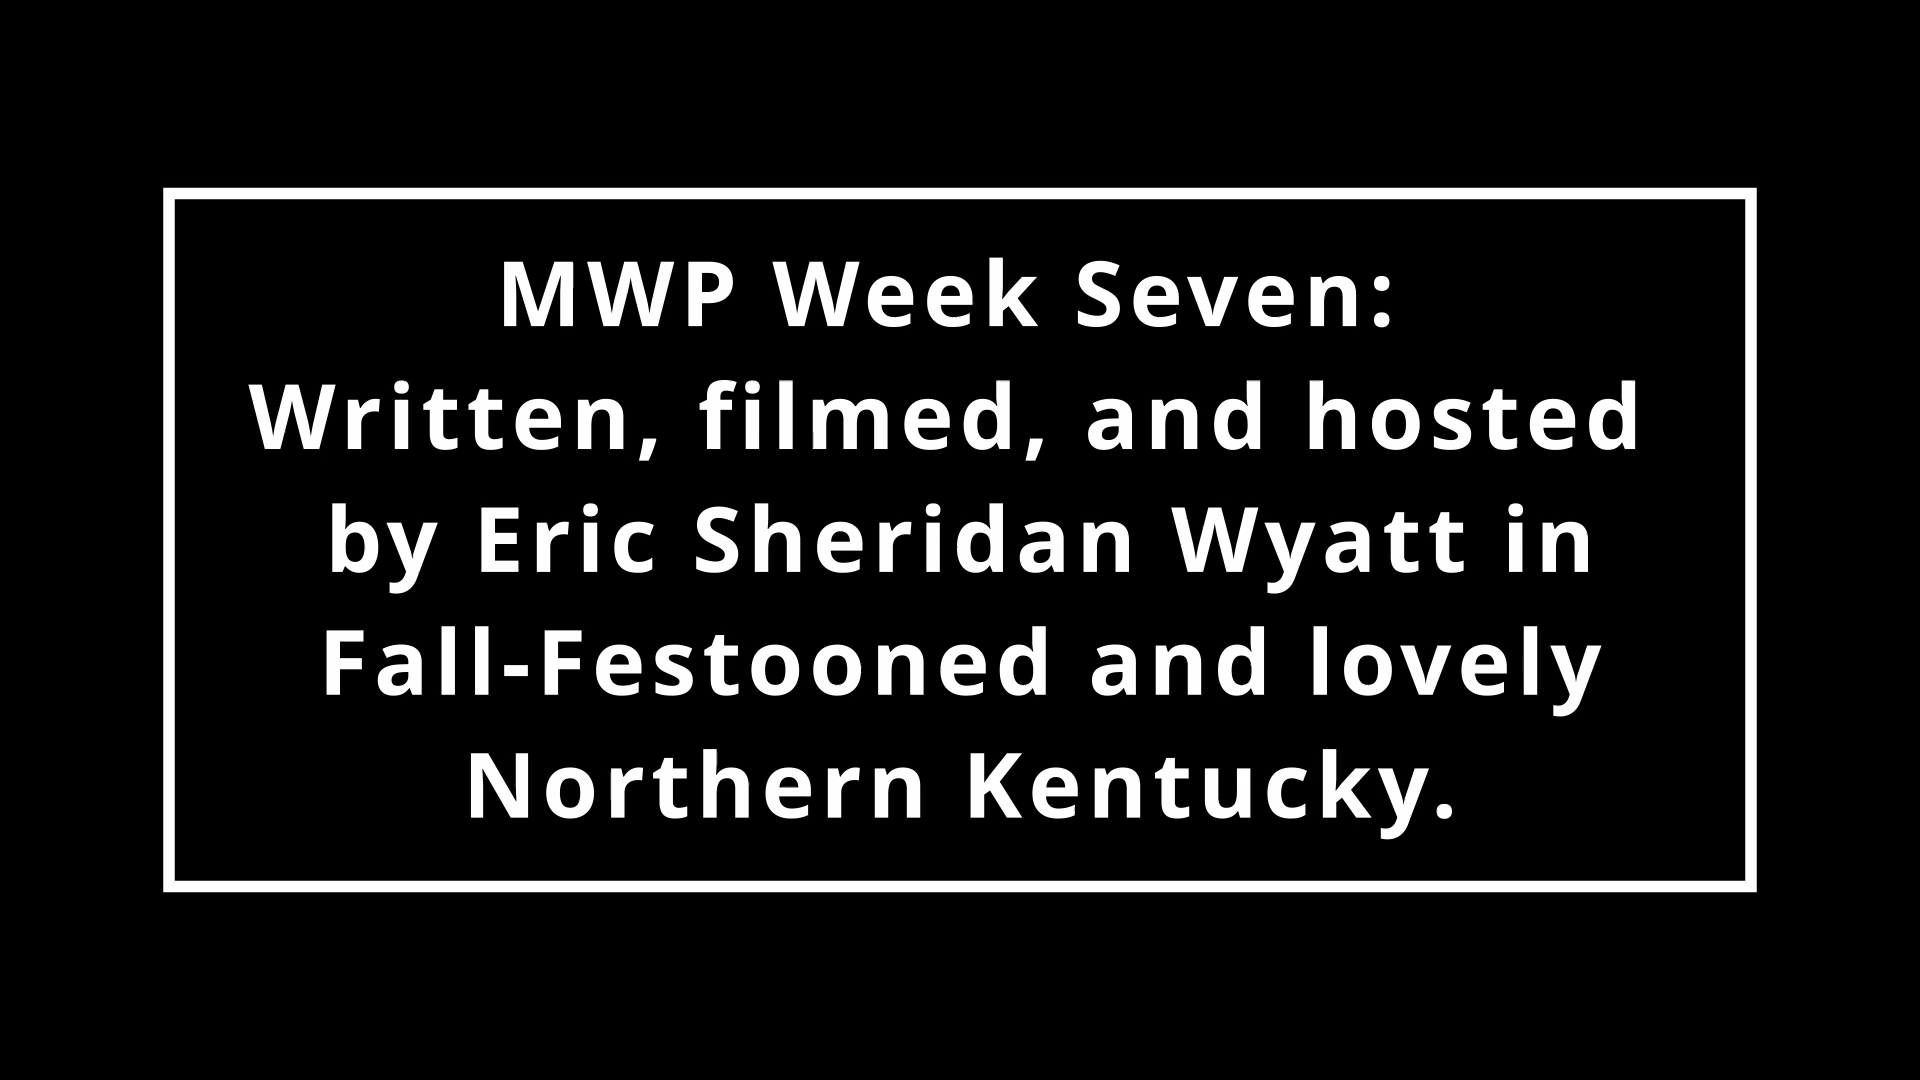 MWP Week Seven:
Written, filmed, and hosted
by Eric Sheridan Wyatt in
Fall-Festooned and lovely
Northern Kentucky.